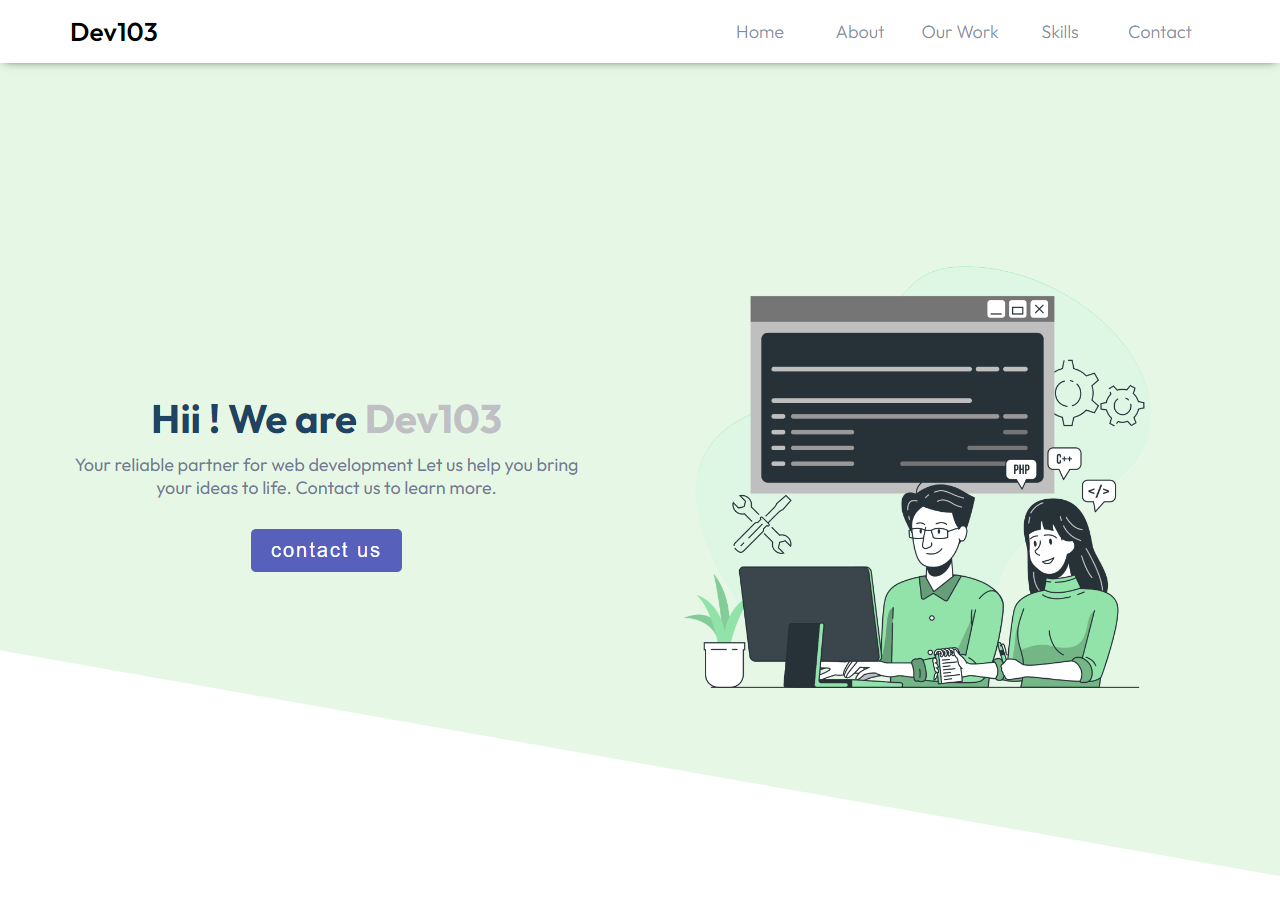 Dev103
Home About Our Work Skills Contact
Hii ! We are Dev103
Your reliable partner for web development Let us help you bring
your ideas to life. Contact us to learn more.
contact us
PHP
C++
</>